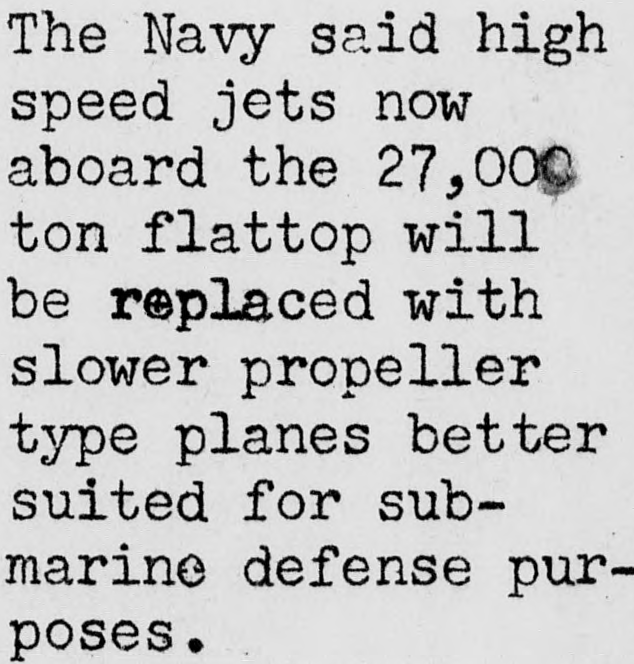 The Navy said high
speed jets now
aboard the 27,000
ton flattop will
be replaced with
slower propeller
type planes better
suited for sub-
marine defense pur-
poses.